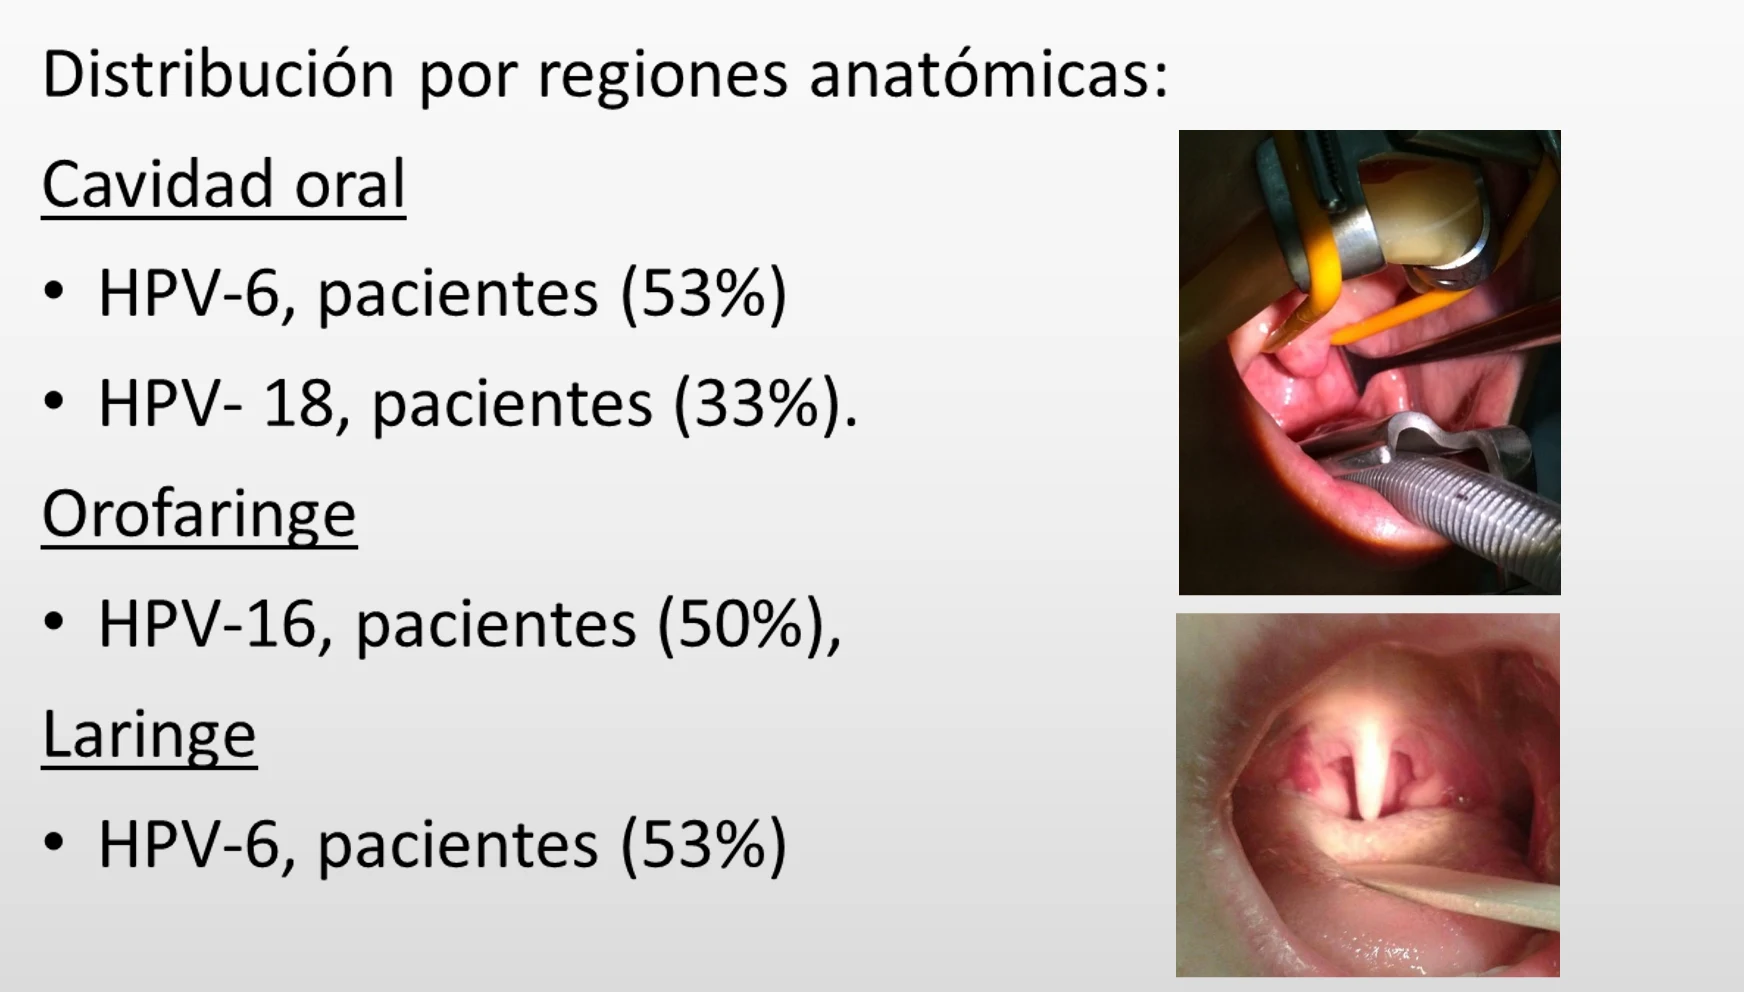 Distribución por regiones anatómicas:
Cavidad oral
• HPV-6, pacientes (53%)
• HPV- 18, pacientes (33%).
Orofaringe
• HPV-16, pacientes (50%),
Laringe
• HPV-6, pacientes (53%)